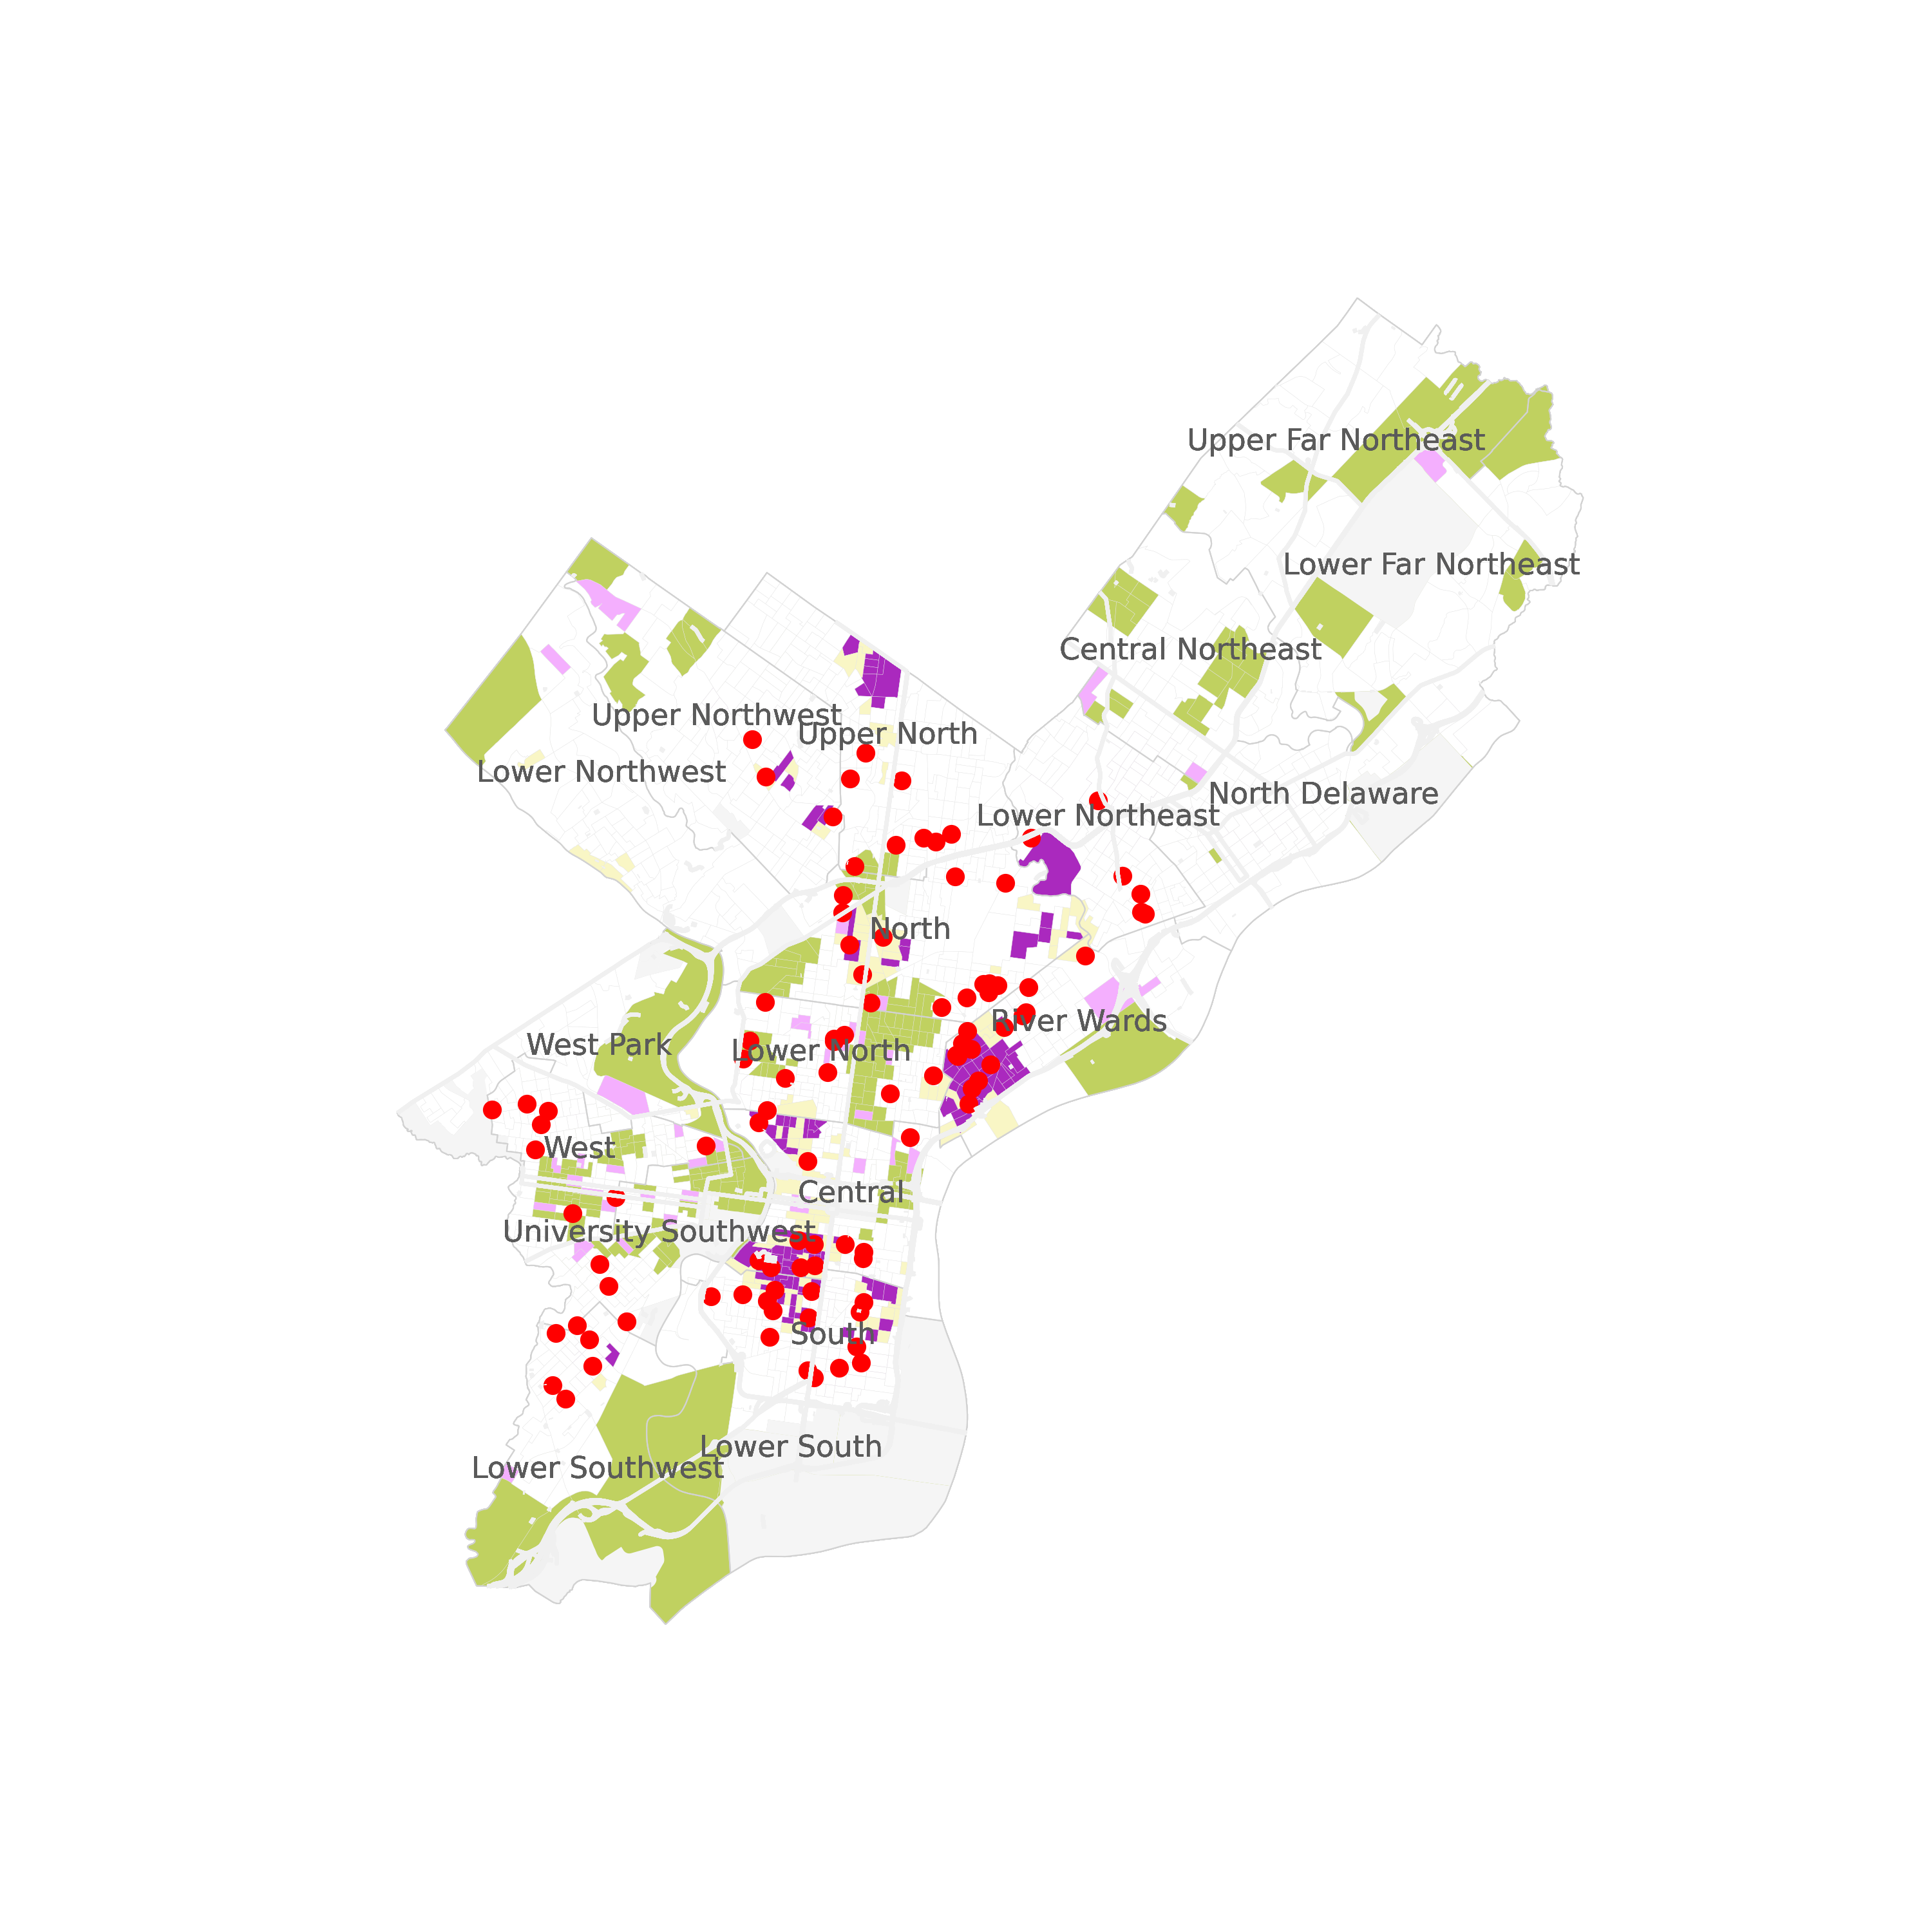 Upper Far Northeast
Lower Far Northeast
Central Northeast
Upper Northwest
Upper North
Lower Northwest
North Delaware
Lower Northeast
North
River Wards
West Park
Lower North
West
Central
University Southwest
South
Lower South
Lower Southwest